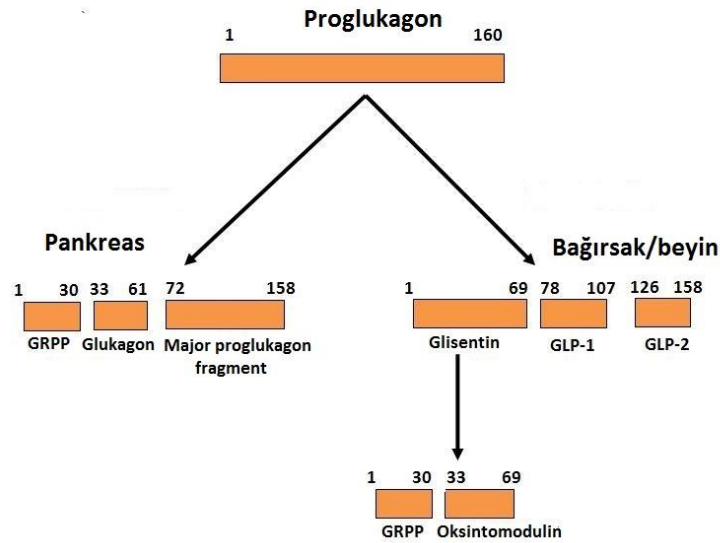 Proglukagon
1 160
Pankreas
Bağırsak/beyin
1 30 33 61 72 158
1 69 78 107 126 158
GRPP Glukagon Major proglukagon
fragment
Glisentin GLP-1 GLP-2
1 30 33 69
GRPP Oksintomodulin